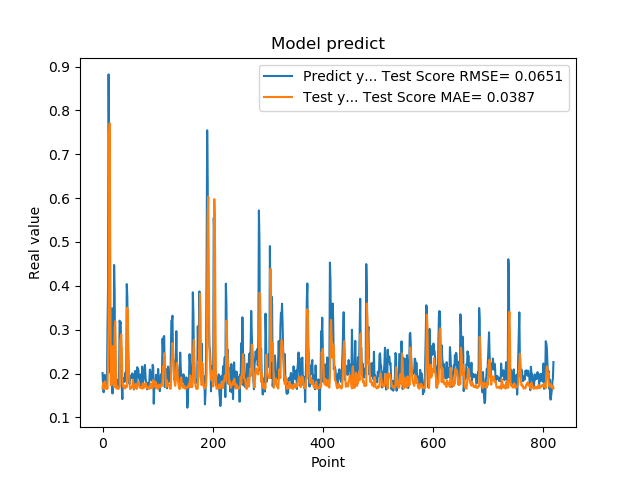 Model predict
Predict y... Test Score RMSE= 0.0651
Test y... Test Score MAE= 0.0387
Real value
0.9
0.8
0.7
0.6
0.5
0.4
0.3
0.2
0.1
0 200 400 600 800
Point